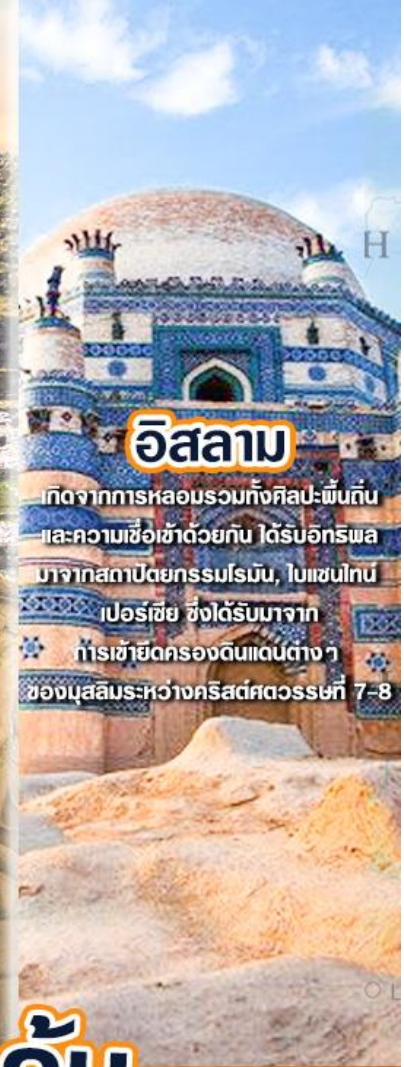 อิสลาม
เกิดจากการหลอมรวมทั้งศิลปะพื้นถิ่น
และความเชื่อเข้าด้วยกัน ได้รับอิทธิพล
มาจากสถาปัตยกรรมโรมัน, ไบแซนไทน์
เปอร์เซีย ซึ่งได้รับมาจาก
การเข้ายึดครองดินแดนต่างๆ
ของมุสลิมระหว่างคริสต์ศตวรรษที่ 7-8